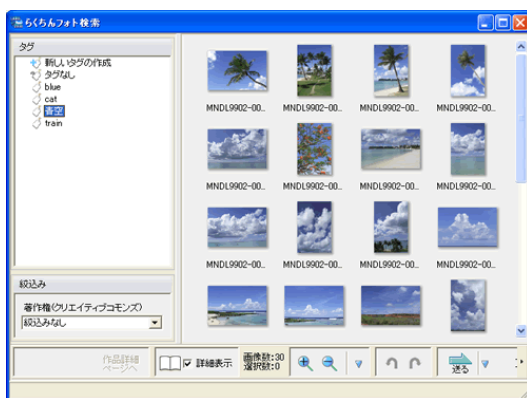 らくちんフォト検索
タグ
新しいタグの作成
タグなし
blue
cat
青空
train
絞込み
著作権(クリエイティブコモンズ)
絞込みなし
MNDL9902-00... MNDL9902-00... MNDL9902-00... MNDL9902-00...
MNDL9902-00... MNDL9902-00... MNDL9902-00... MNDL9902-00...
MNDL9902-00... MNDL9902-00... MNDL9902-00... MNDL9902-00...
作品詳細
ページへ
詳細表示
画像数:30
選択数:0
送る